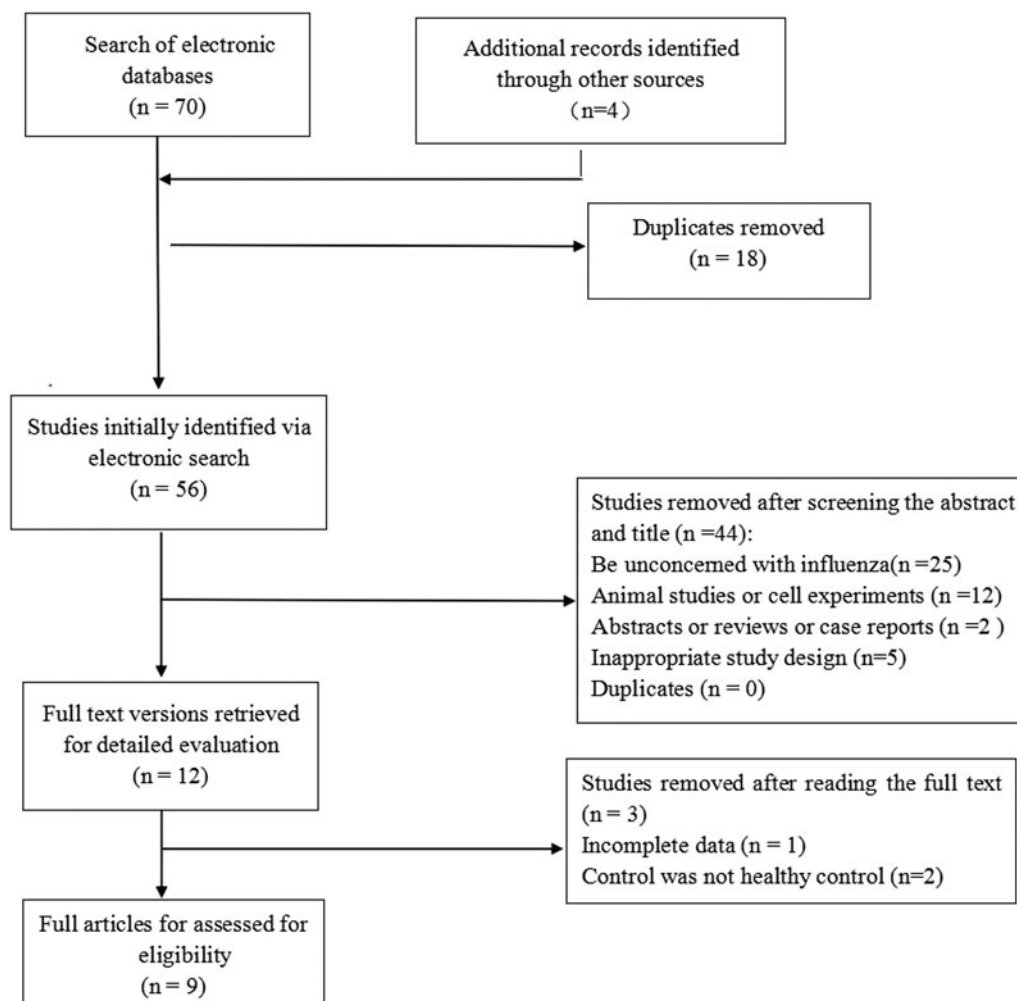 Search of electronic
databases
(n = 70)
Additional records identified
through other sources
（n=4）
Duplicates removed
(n = 18)
Studies initially identified via
electronic search
(n = 56)
Studies removed after screening the abstract
and title (n =44):
Be unconcerned with influenza(n =25)
Animal studies or cell experiments (n =12)
Abstracts or reviews or case reports (n =2 )
Inappropriate study design (n=5)
Duplicates (n = 0)
Full text versions retrieved
for detailed evaluation
(n = 12)
Studies removed after reading the full text
(n = 3)
Incomplete data (n = 1)
Control was not healthy control (n=2)
Full articles for assessed for
eligibility
(n = 9)